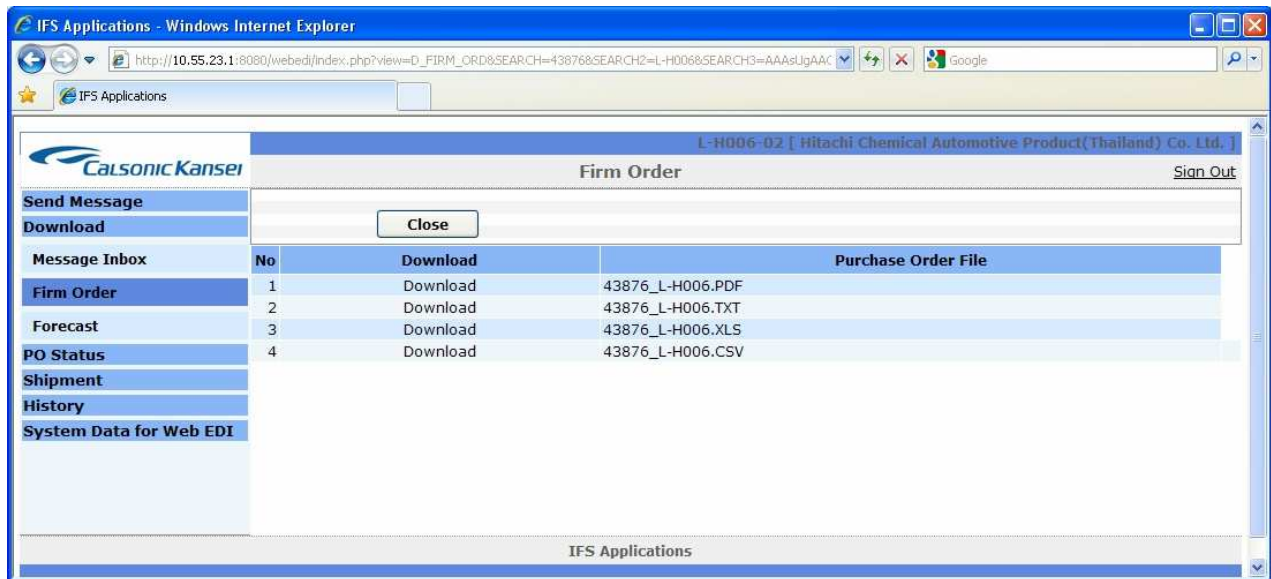 IFS Applications - Windows Internet Explorer
http://10.55.23.1:8080/webedi/index.php?view=D_FIRM_ORD&SEARCH=43876&SEARCH2=L-H006&SEARCH3=AAAsUgAAC
Google
IFS Applications
L-H006-02 [ Hitachi Chemical Automotive Product(Thailand) Co. Ltd. ]
CALSONIC KANSEI
Firm Order
Sign Out
Send Message
Download
Close
Message Inbox
No Download Purchase Order File
Firm Order
1 Download 43876_L-H006.PDF
2 Download 43876_L-H006.TXT
Forecast
3 Download 43876_L-H006.XLS
PO Status
4 Download 43876_L-H006.CSV
Shipment
History
System Data for Web EDI
IFS Applications